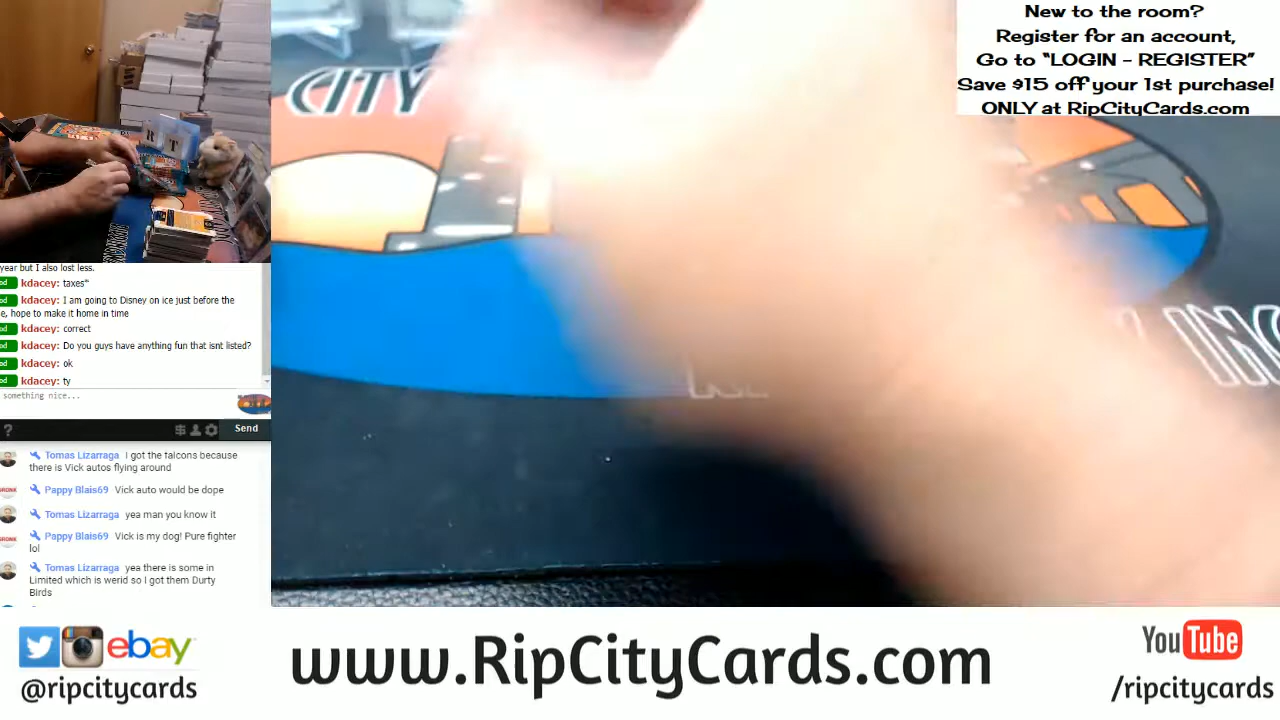 New to the room?
Register for an account,
Go to "LOGIN - REGISTER"
Save $15 off your 1st purchase!
ONLY at RipCityCards.com
CITY
R T
year but I also lost less.
kdacey: taxes*
kdacey: I am going to Disney on ice just before the
e, hope to make it home in time
kdacey: correct
kdacey: Do you guys have anything fun that isnt listed?
kdacey: ok
kdacey: ty
something nice...
? Send
Tomas Lizarraga I got the falcons because
there is Vick autos flying around
Pappy Blais69 Vick auto would be dope
Tomas Lizarraga yea man you know it
Pappy Blais69 Vick is my dog! Pure fighter
lol
Tomas Lizarraga yea there is some in
Limited which is werid so I got them Durty
Birds
ebay
@ripcitycards
www.RipCityCards.com
YouTube
/ripcitycards